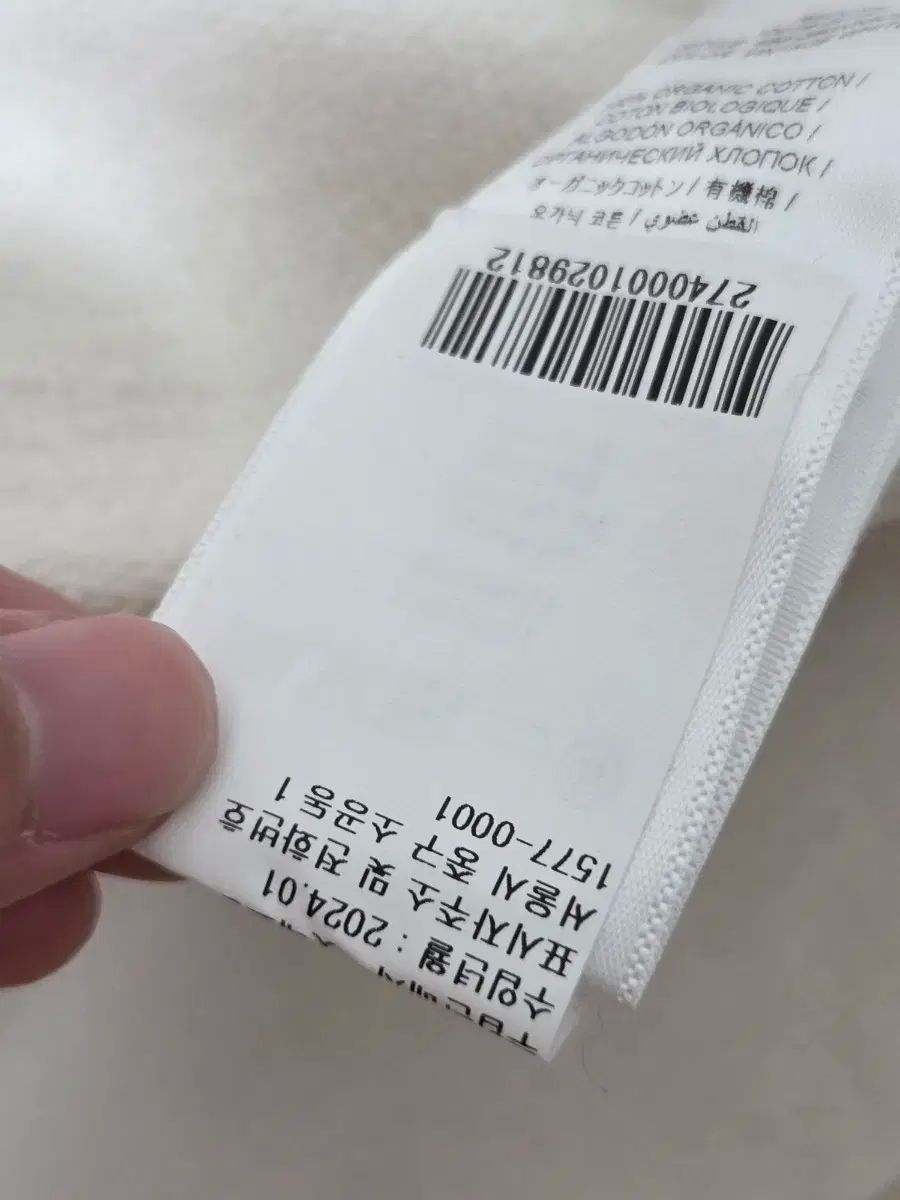 ORGANIC COTTON /
COTON BIOLOGIQUE /
ALGODÓN ORGÁNICO /
ОРГАНИЧЕСКИЙ ХЛОПОК /
オーガニックコットン / 有機棉 /
오가닉 코튼 / القطن عضوي
수입년월 : 2024.01
표시자주소 및 전화번호
서울시 중구 소공동 1
1577-0001
2740001029812